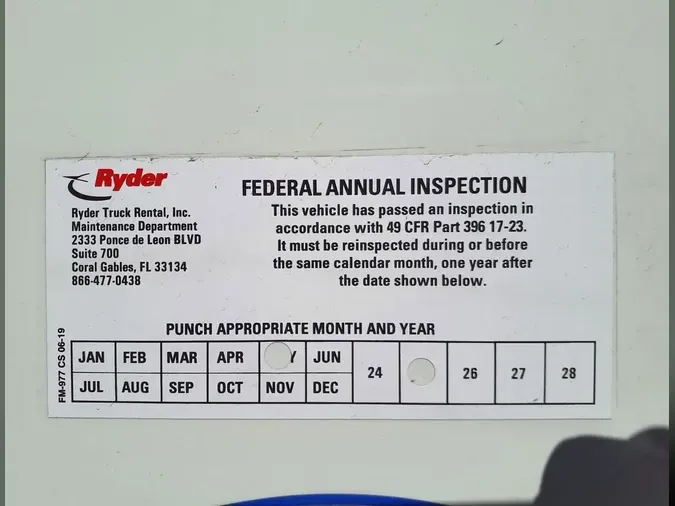 Ryder
Ryder Truck Rental, Inc.
Maintenance Department
2333 Ponce de Leon BLVD
Suite 700
Coral Gables, FL 33134
866-477-0438
FEDERAL ANNUAL INSPECTION
This vehicle has passed an inspection in
accordance with 49 CFR Part 396 17-23.
It must be reinspected during or before
the same calendar month, one year after
the date shown below.
PUNCH APPROPRIATE MONTH AND YEAR
FM-977 CS 06-19
JAN FEB MAR APR JUN
JUL AUG SEP OCT NOV DEC
24 26 27 28